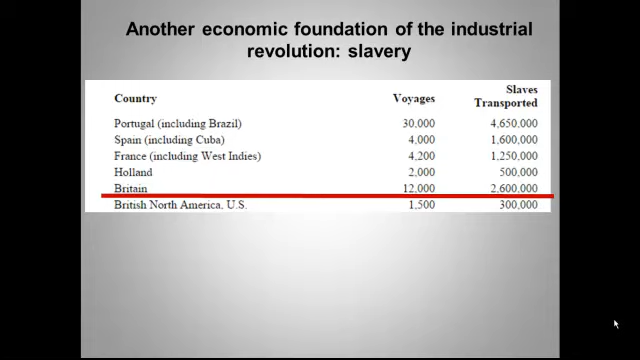 Another economic foundation of the industrial
revolution: slavery
Slaves
Country Voyages Transported
Portugal (including Brazil) 30,000 4,650,000
Spain (including Cuba) 4,000 1,600,000
France (including West Indies) 4,200 1,250,000
Holland 2,000 500,000
Britain 12,000 2,600,000
British North America, U.S. 1,500 300,000